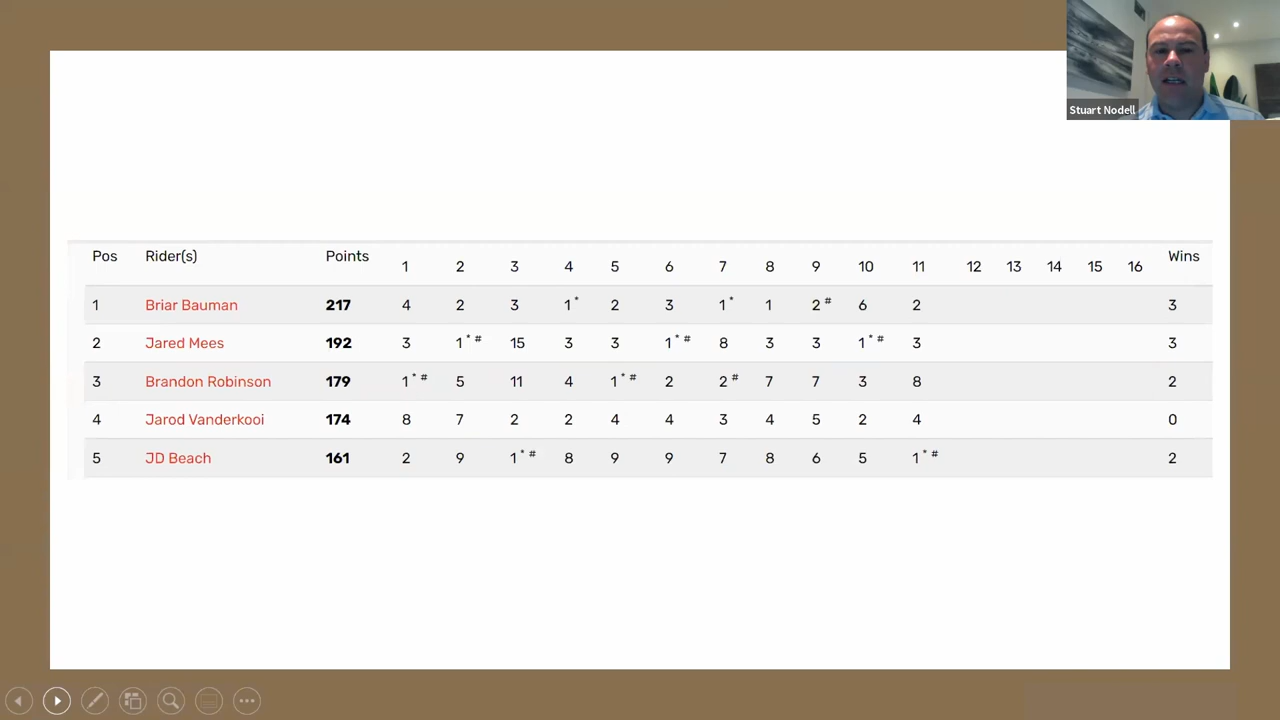 Stuart Nodell
Pos Rider(s) Points 1 2 3 4 5 6 7 8 9 10 11 12 13 14 15 16 Wins
1 Briar Bauman 217 4 2 3 1* 2 3 1* 1 2# 6 2 3
2 Jared Mees 192 3 1*# 15 3 3 1*# 8 3 3 1*# 3 3
3 Brandon Robinson 179 1*# 5 11 4 1*# 2 2# 7 7 3 8 2
4 Jarod Vanderkooi 174 8 7 2 2 4 4 3 4 5 2 4 0
5 JD Beach 161 2 9 1*# 8 9 9 7 8 6 5 1*# 2